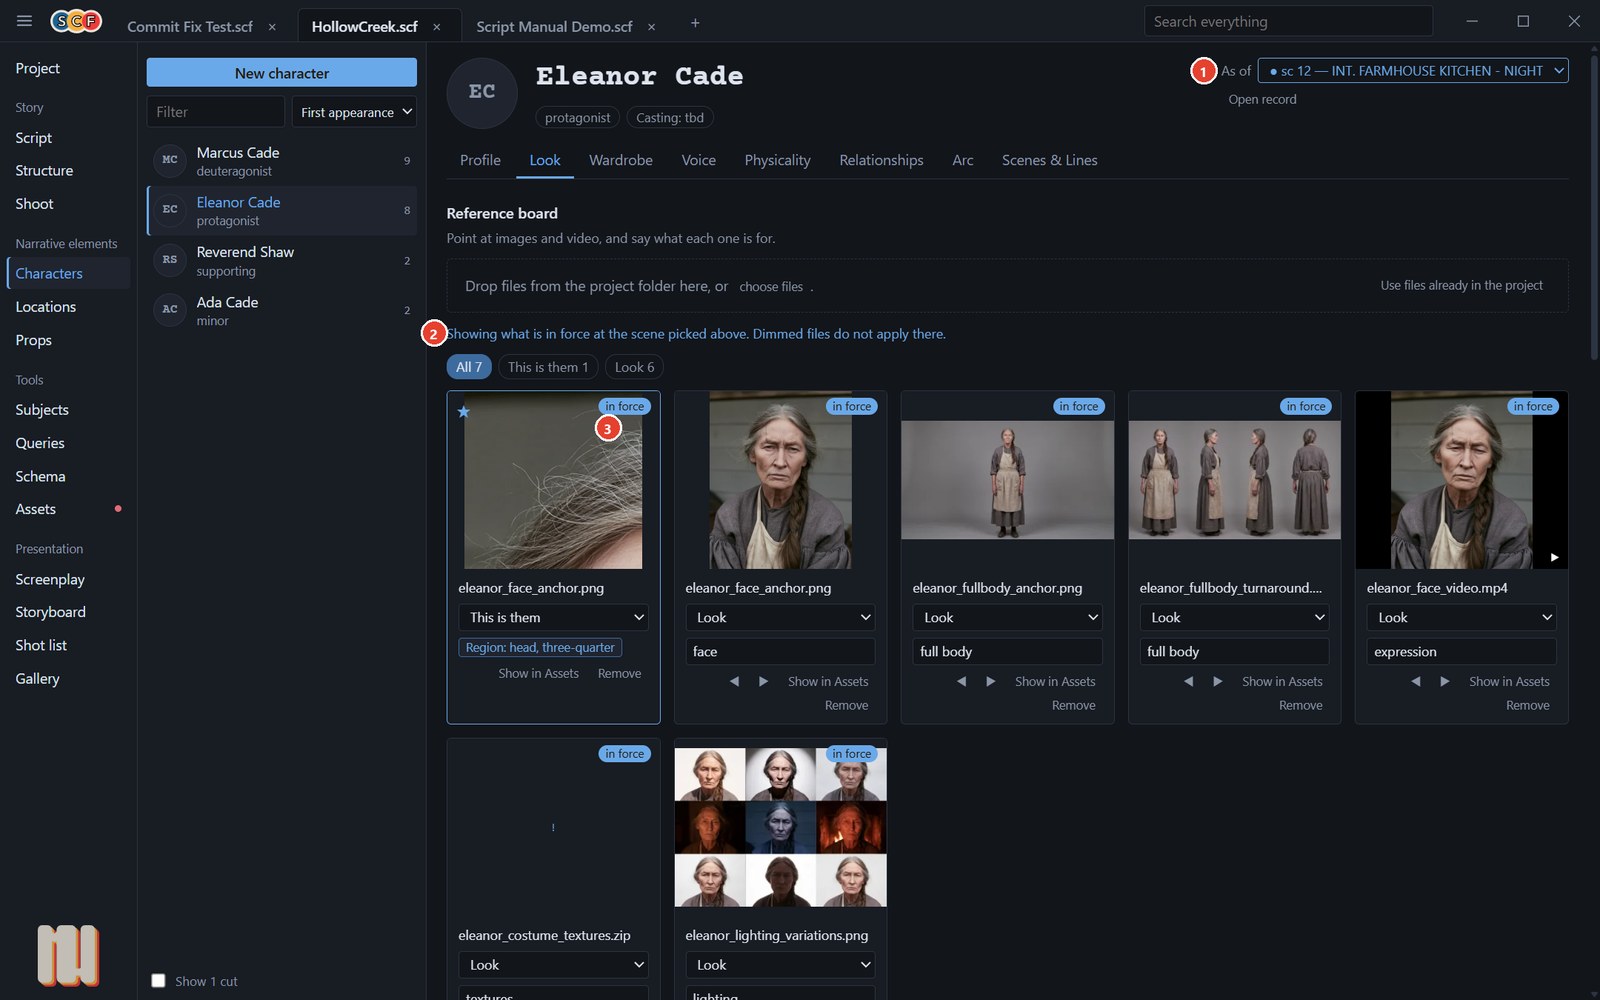 SCF
Commit Fix Test.scf ×
HollowCreek.scf ×
Script Manual Demo.scf ×
+
Search everything
Project
Story
Script
Structure
Shoot
Narrative elements
Characters
Locations
Props
Tools
Subjects
Queries
Schema
Assets
Presentation
Screenplay
Storyboard
Shot list
Gallery
New character
Filter
First appearance
MC
Marcus Cade
deuteragonist
9
EC
Eleanor Cade
protagonist
8
RS
Reverend Shaw
supporting
2
AC
Ada Cade
minor
2
Show 1 cut
EC
Eleanor Cade
protagonist
Casting: tbd
1
As of
● sc 12 — INT. FARMHOUSE KITCHEN - NIGHT
Open record
Profile
Look
Wardrobe
Voice
Physicality
Relationships
Arc
Scenes & Lines
Reference board
Point at images and video, and say what each one is for.
Drop files from the project folder here, or choose files .
Use files already in the project
2
Showing what is in force at the scene picked above. Dimmed files do not apply there.
All 7
This is them 1
Look 6
in force
3
eleanor_face_anchor.png
This is them
Region: head, three-quarter
Show in Assets
Remove
in force
eleanor_face_anchor.png
Look
face
Show in Assets
Remove
in force
eleanor_fullbody_anchor.png
Look
full body
Show in Assets
Remove
in force
eleanor_fullbody_turnaround....
Look
full body
Show in Assets
Remove
in force
eleanor_face_video.mp4
Look
expression
Show in Assets
Remove
in force
!
eleanor_costume_textures.zip
Look
textures
in force
eleanor_lighting_variations.png
Look
lighting